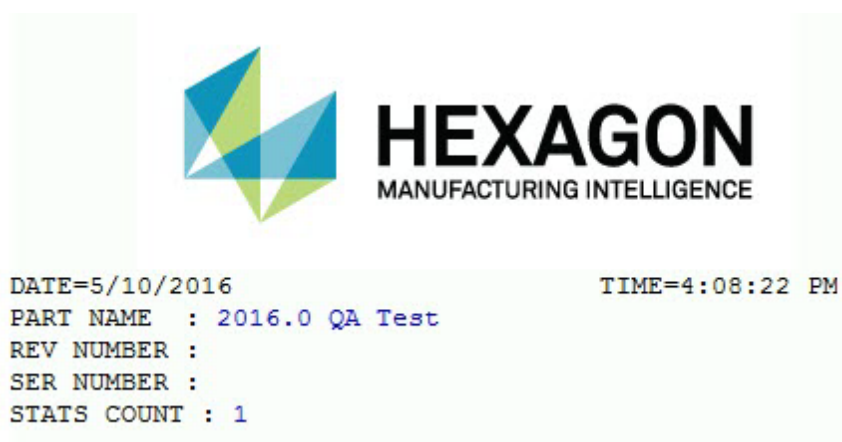 HEXAGON
MANUFACTURING INTELLIGENCE
DATE=5/10/2016 TIME=4:08:22 PM
PART NAME : 2016.0 QA Test
REV NUMBER :
SER NUMBER :
STATS COUNT : 1